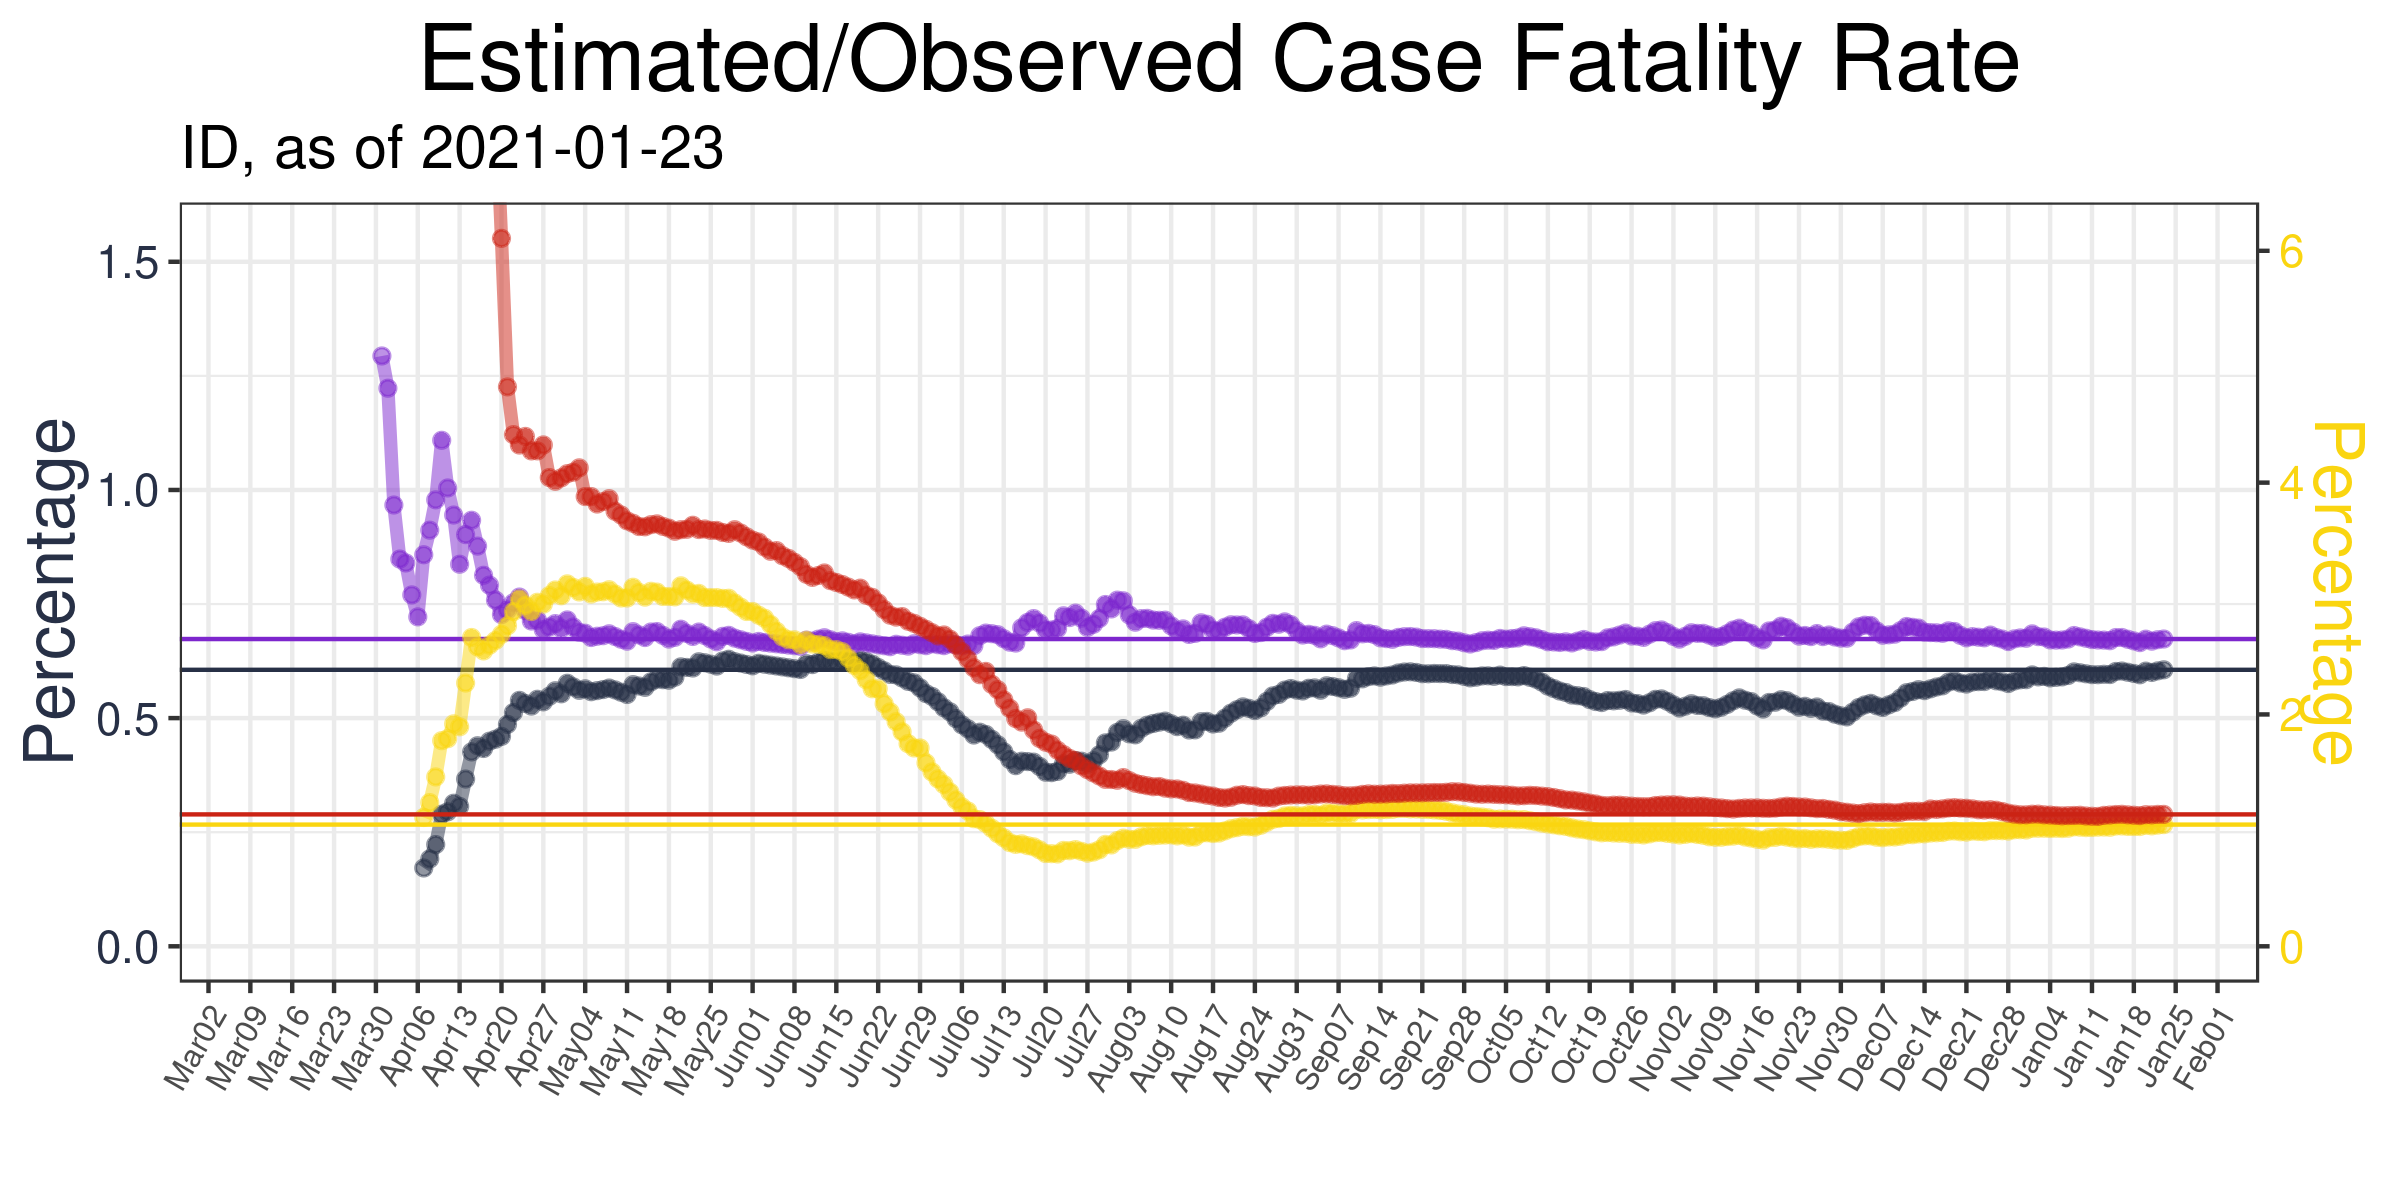 Estimated/Observed Case Fatality Rate
ID, as of 2021-01-23
Percentage
1.5
1.0
0.5
0.0
6
4
2
0
Percentage
Mar02 Mar09 Mar16 Mar23 Mar30 Apr06 Apr13 Apr20 Apr27 May04 May11 May18 May25 Jun01 Jun08 Jun15 Jun22 Jun29 Jul06 Jul13 Jul20 Jul27 Aug03 Aug10 Aug17 Aug24 Aug31 Sep07 Sep14 Sep21 Sep28 Oct05 Oct12 Oct19 Oct26 Nov02 Nov09 Nov16 Nov23 Nov30 Dec07 Dec14 Dec21 Dec28 Jan04 Jan11 Jan18 Jan25 Feb01